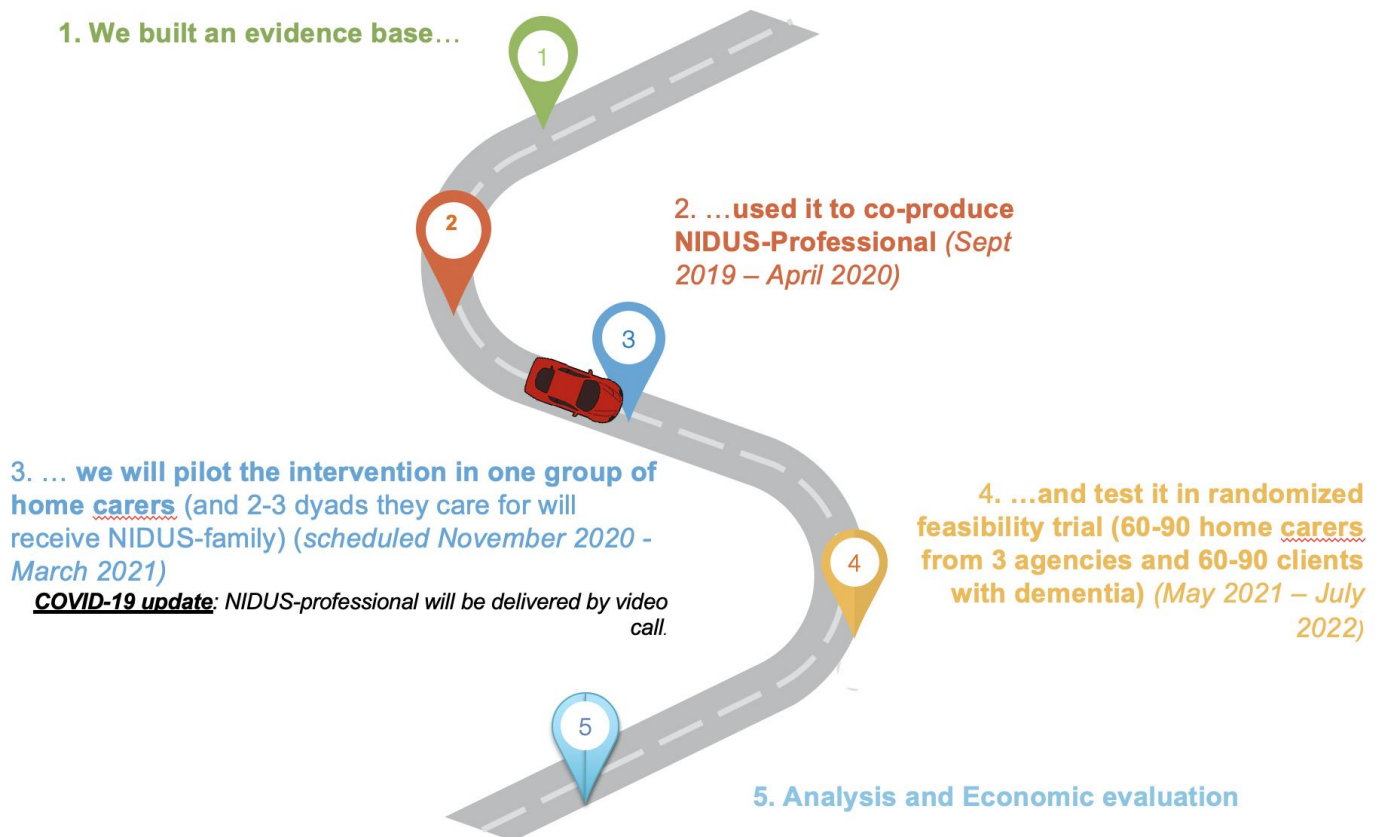 1. We built an evidence base…
1
2
2. …used it to co-produce
NIDUS-Professional (Sept
2019 – April 2020)
3
3. … we will pilot the intervention in one group of
home carers (and 2-3 dyads they care for will
receive NIDUS-family) (scheduled November 2020 -
March 2021)
COVID-19 update: NIDUS-professional will be delivered by video
call.
4. …and test it in randomized
feasibility trial (60-90 home carers
from 3 agencies and 60-90 clients
with dementia) (May 2021 – July
2022)
4
5
5. Analysis and Economic evaluation